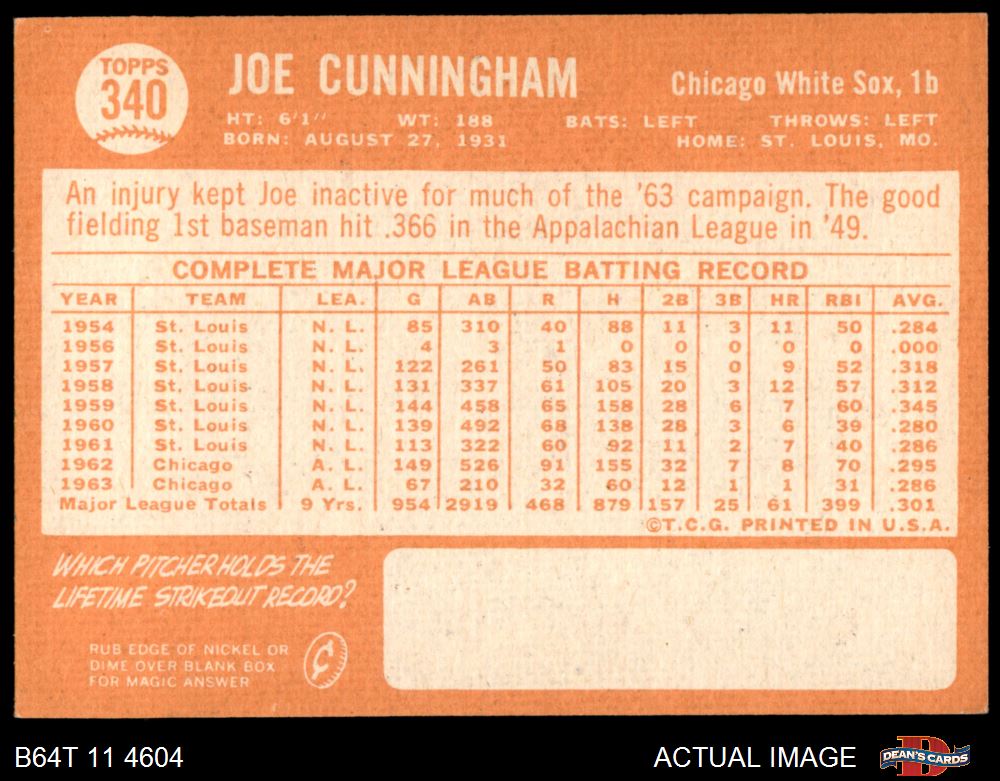 TOPPS
340
JOE CUNNINGHAM
Chicago White Sox, 1b
HT: 6'1" WT: 188 BATS: LEFT THROWS: LEFT
BORN: AUGUST 27, 1931 HOME: ST. LOUIS, MO.
An injury kept Joe inactive for much of the '63 campaign. The good
fielding 1st baseman hit .366 in the Appalachian League in '49.
COMPLETE MAJOR LEAGUE BATTING RECORD
YEAR TEAM LEA. G AB R H 2B 3B HR RBI AVG.
1954 St. Louis N. L. 85 310 40 88 11 3 11 50 .284
1956 St. Louis N. L. 4 3 1 0 0 0 0 0 .000
1957 St. Louis N. L. 122 261 50 83 15 0 9 52 .318
1958 St. Louis N. L. 131 337 61 105 20 3 12 57 .312
1959 St. Louis N. L. 144 458 65 158 28 6 7 60 .345
1960 St. Louis N. L. 139 492 68 138 28 3 6 39 .280
1961 St. Louis N. L. 113 322 60 92 11 2 7 40 .286
1962 Chicago A. L. 149 526 91 155 32 7 8 70 .295
1963 Chicago A. L. 67 210 32 60 12 1 1 31 .286
Major League Totals 9 Yrs. 954 2919 468 879 157 25 61 399 .301
©T.C.G. PRINTED IN U.S.A.
WHICH PITCHER HOLDS THE
LIFETIME STRIKEOUT RECORD?
RUB EDGE OF NICKEL OR
DIME OVER BLANK BOX
FOR MAGIC ANSWER
¢
B64T 11 4604
ACTUAL IMAGE
DEAN'S CARDS